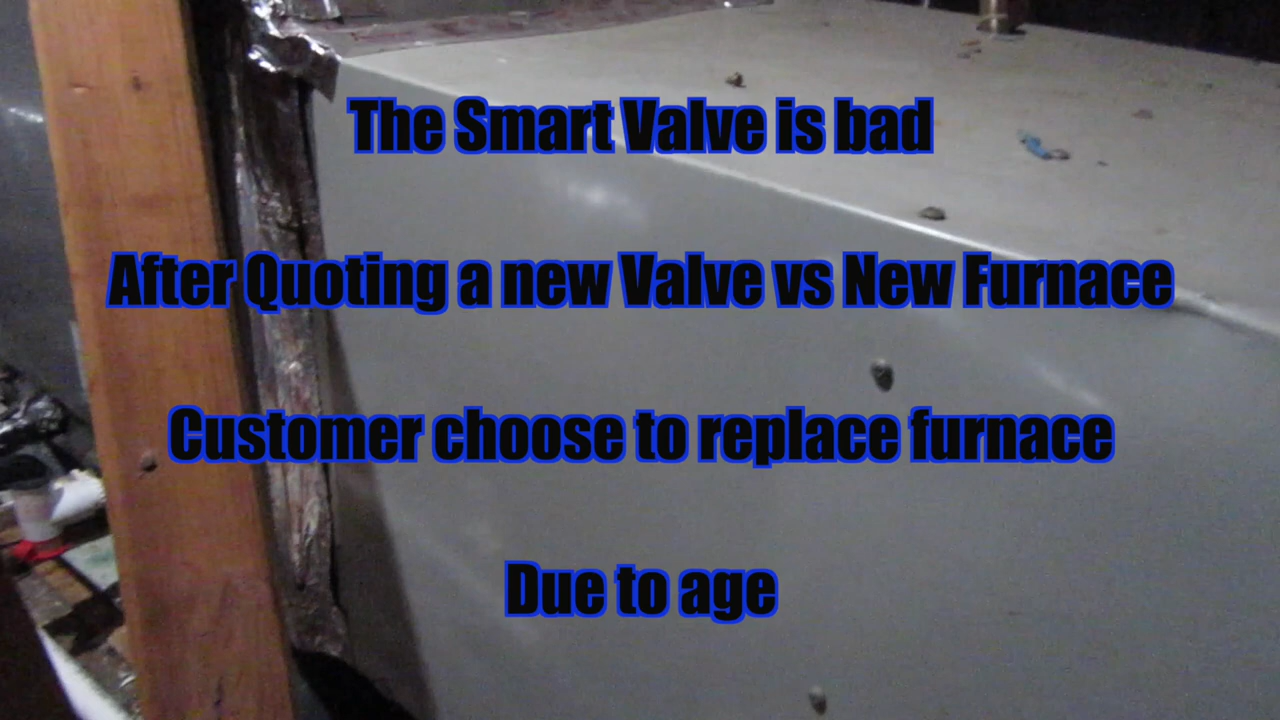 The Smart Valve is bad
After Quoting a new Valve vs New Furnace
Customer choose to replace furnace
Due to age